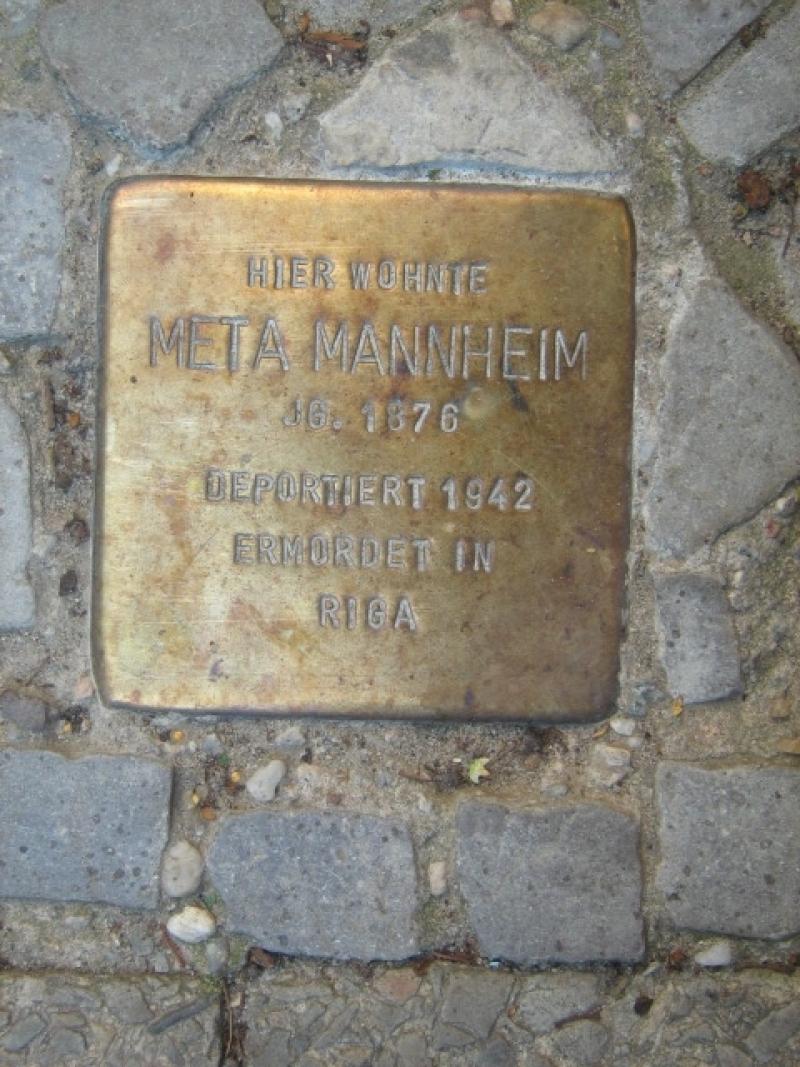 HIER WOHNTE
META MANNHEIM
JG. 1876
DEPORTIERT 1942
ERMORDET IN
RIGA